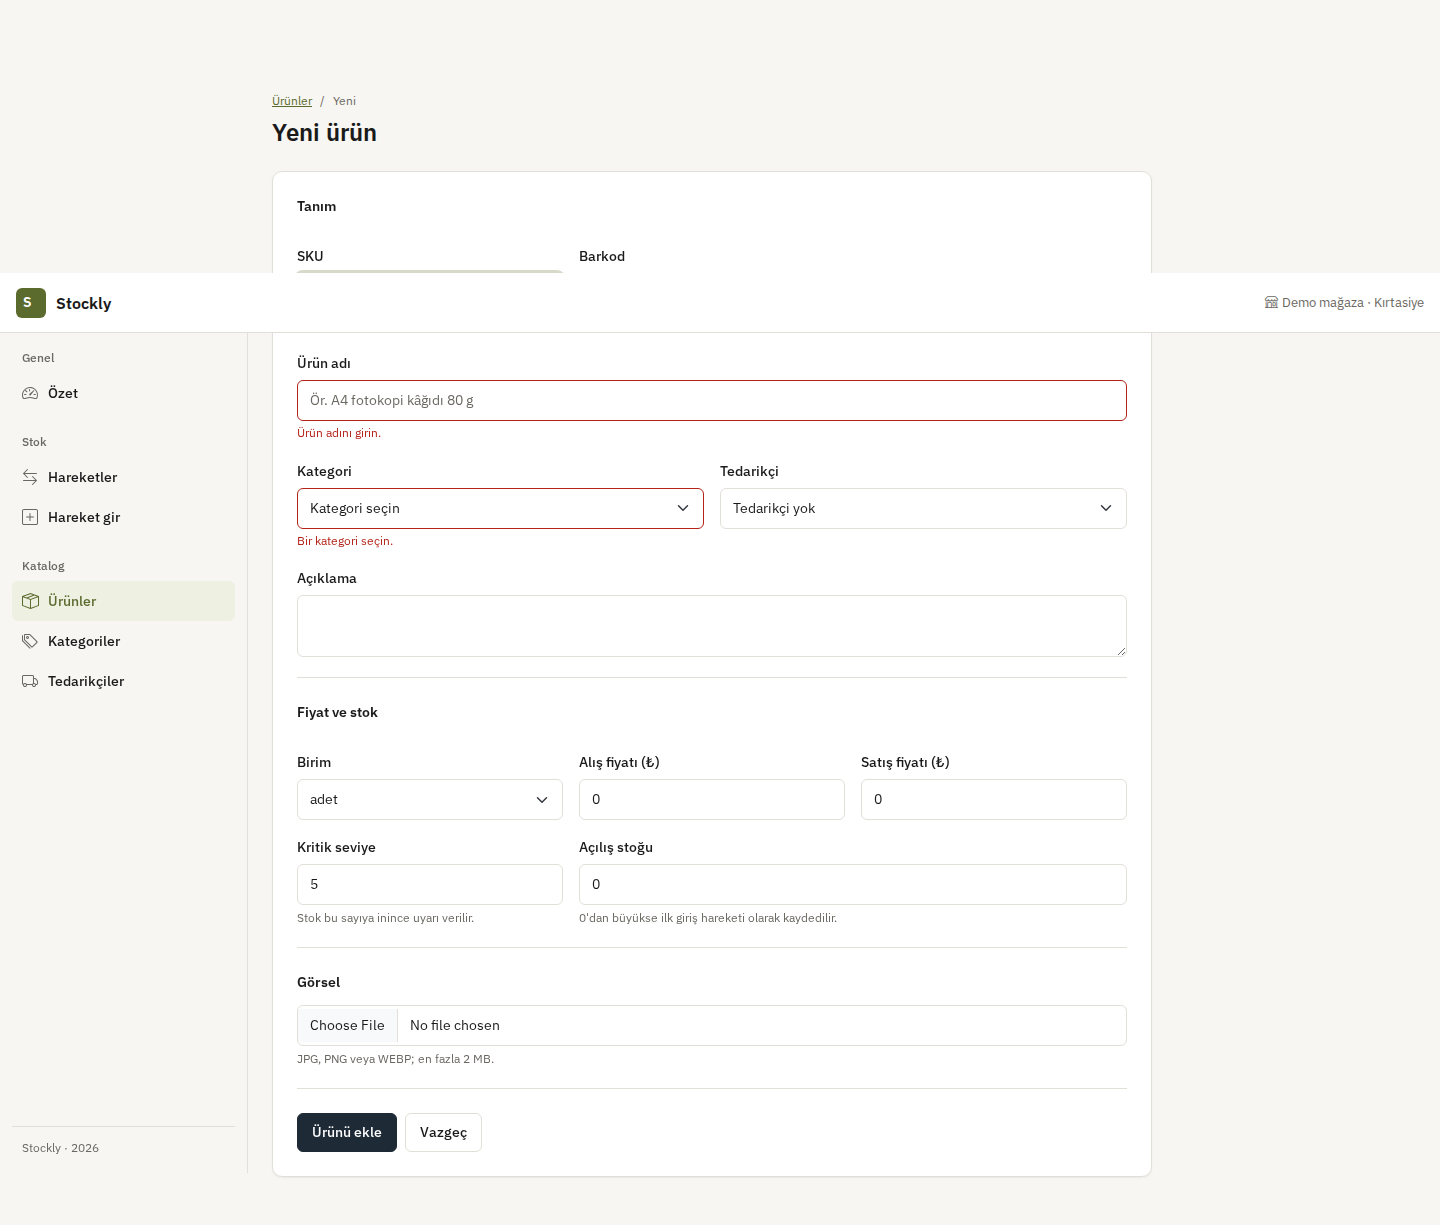 Ürünler / Yeni
Yeni ürün
Tanım
SKU
Barkod
S
Stockly
Demo mağaza · Kırtasiye
Genel
Özet
Stok
Hareketler
Hareket gir
Katalog
Ürünler
Kategoriler
Tedarikçiler
Stockly · 2026
Ürün adı
Ör. A4 fotokopi kâğıdı 80 g
Ürün adını girin.
Kategori
Tedarikçi
Kategori seçin
Tedarikçi yok
Bir kategori seçin.
Açıklama
Fiyat ve stok
Birim
Alış fiyatı (₺)
Satış fiyatı (₺)
adet
0
0
Kritik seviye
Açılış stoğu
5
0
Stok bu sayıya inince uyarı verilir.
0'dan büyükse ilk giriş hareketi olarak kaydedilir.
Görsel
Choose File
No file chosen
JPG, PNG veya WEBP; en fazla 2 MB.
Ürünü ekle
Vazgeç